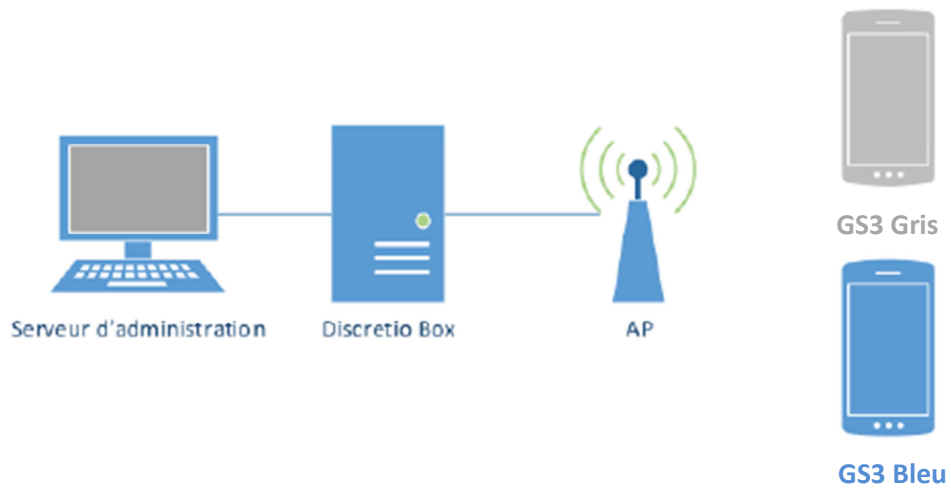 GS3 Gris
Serveur d'administration
Discretio Box
AP
GS3 Bleu